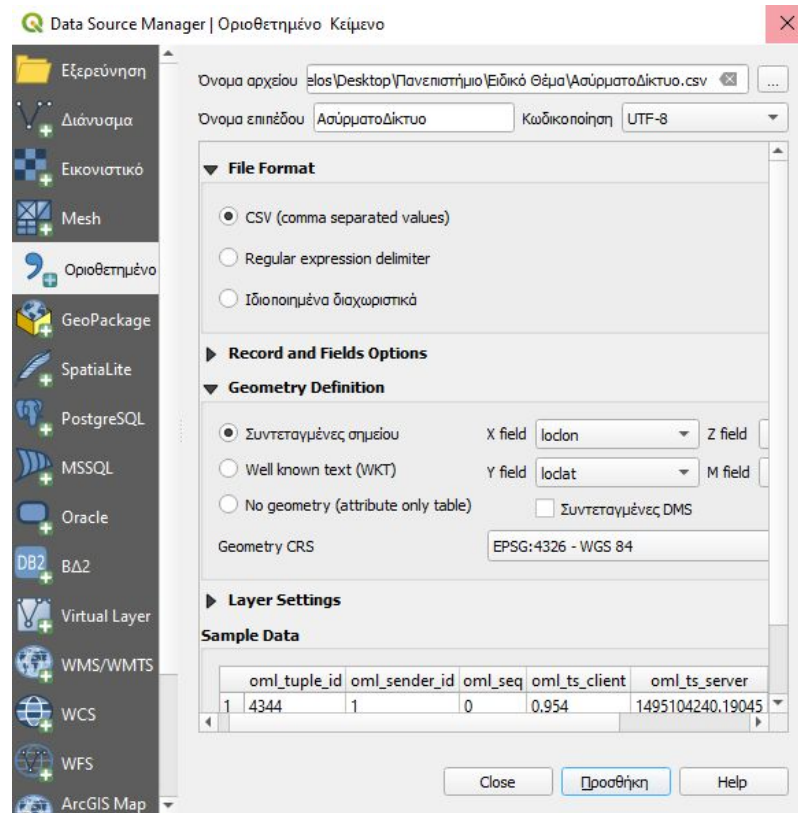 Data Source Manager | Οριοθετημένο Κείμενο
Εξερεύνηση
Διάνυσμα
Εικονιστικό
Mesh
Οριοθετημένο
GeoPackage
SpatiaLite
PostgreSQL
MSSQL
Oracle
DB2 ΒΔ2
Virtual Layer
WMS/WMTS
WCS
WFS
ArcGIS Map
Όνομα αρχείου elos\Desktop\Πανεπιστήμιο\Ειδικό Θέμα\ΑσύρματοΔίκτυο.csv ...
Όνομα επιπέδου ΑσύρματοΔίκτυο Κωδικοποίηση UTF-8
File Format
CSV (comma separated values)
Regular expression delimiter
Ιδιοποιημένα διαχωριστικά
Record and Fields Options
Geometry Definition
Συντεταγμένες σημείου X field loclon Z field
Well known text (WKT) Y field loclat M field
No geometry (attribute only table) Συντεταγμένες DMS
Geometry CRS EPSG:4326 - WGS 84
Layer Settings
Sample Data
oml_tuple_id oml_sender_id oml_seq oml_ts_client oml_ts_server
1 4344 1 0 0.954 1495104240.19045
Close Προσθήκη Help